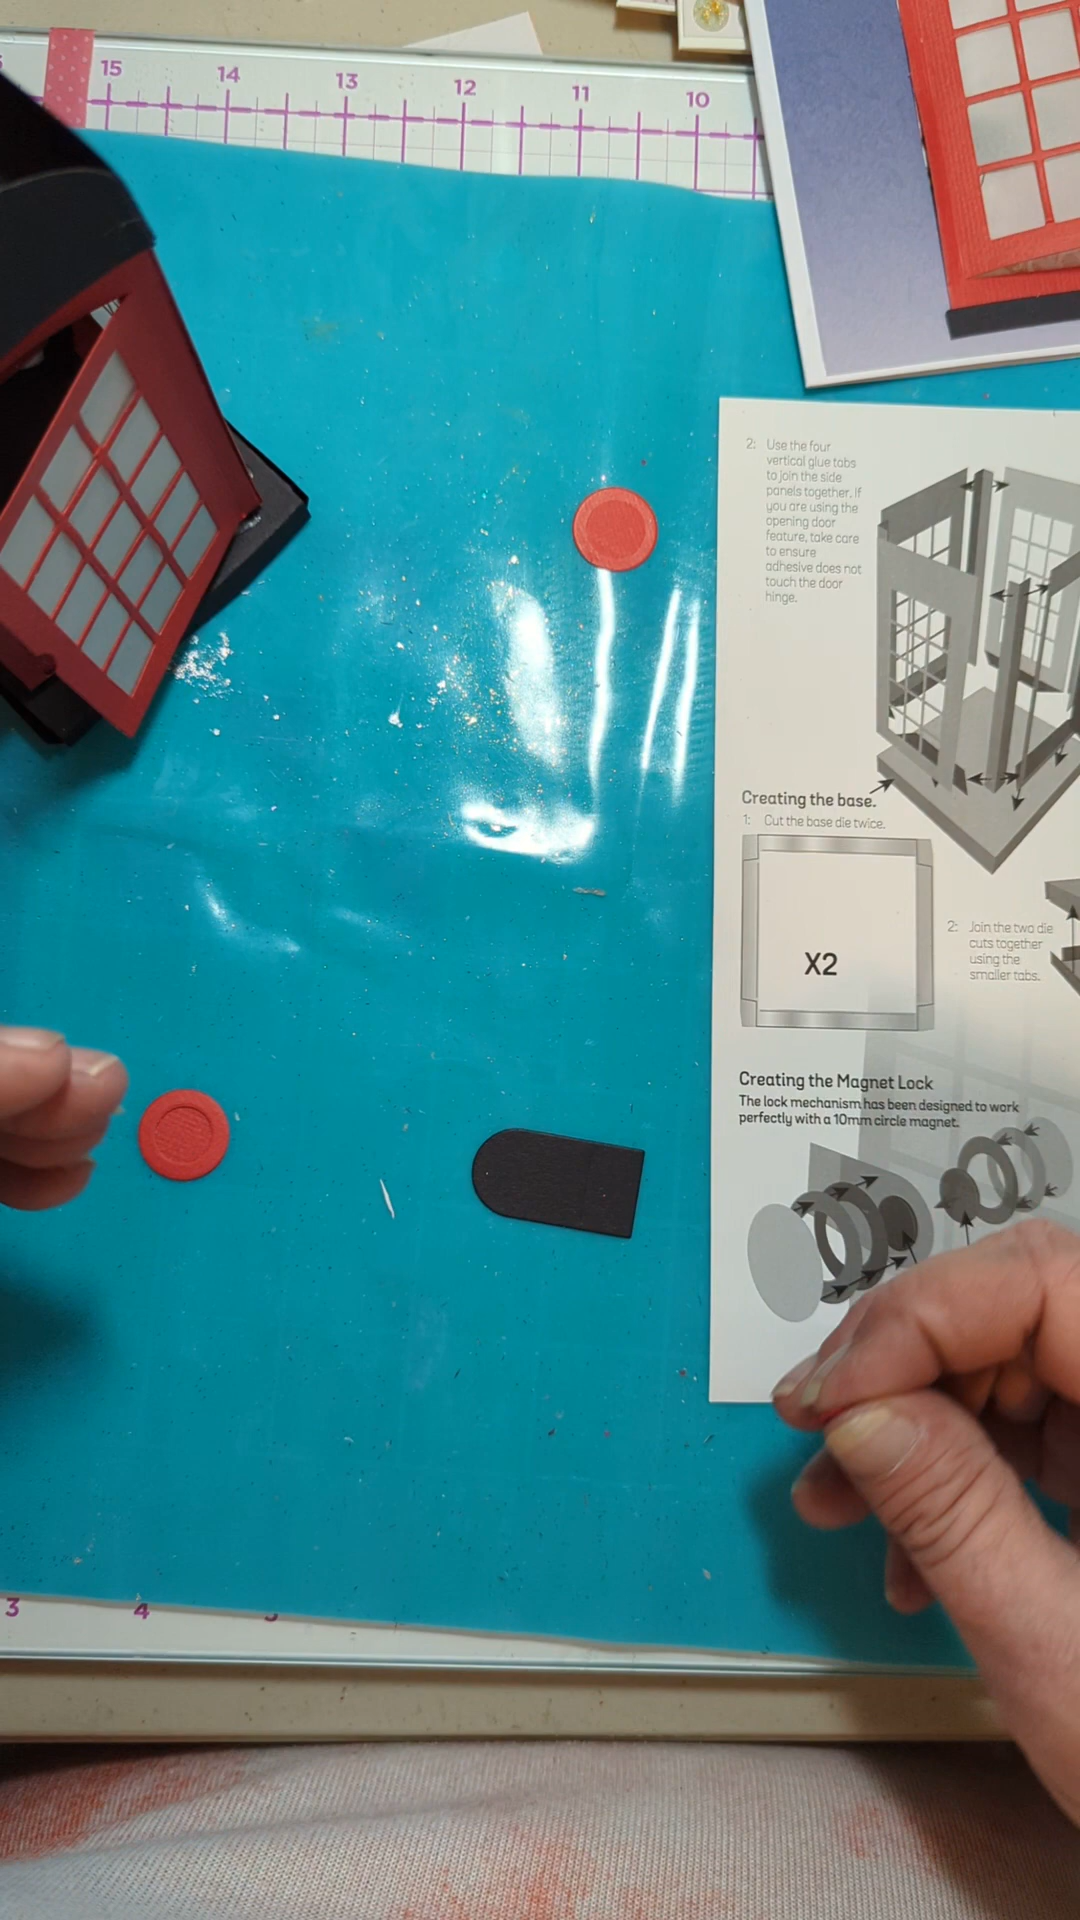 15
14
13
12
11
10
2: Use the four
vertical glue tabs
to join the side
panels together. If
you are using the
opening door
feature, take care
to ensure
adhesive does not
touch the door
hinge.
Creating the base.
1: Cut the base die twice.
X2
2: Join the two die
cuts together
using the
smaller tabs.
Creating the Magnet Lock
The lock mechanism has been designed to work
perfectly with a 10mm circle magnet.
3
4